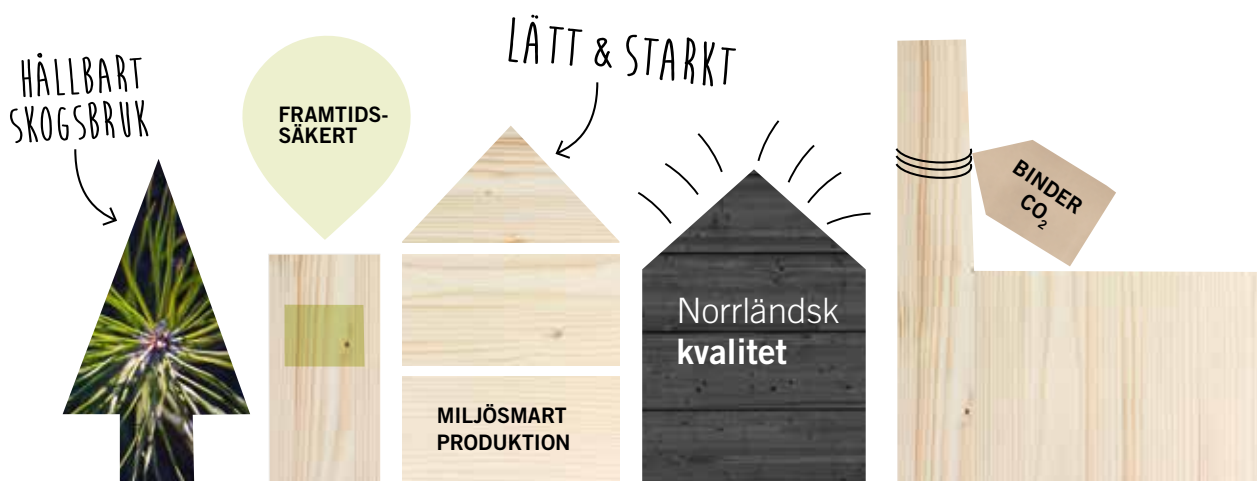 HÅLLBART
SKOGSBRUK
FRAMTIDS-
SÄKERT
LÄTT & STARKT
MILJÖSMART
PRODUKTION
Norrländsk
kvalitet
BINDER
CO₂